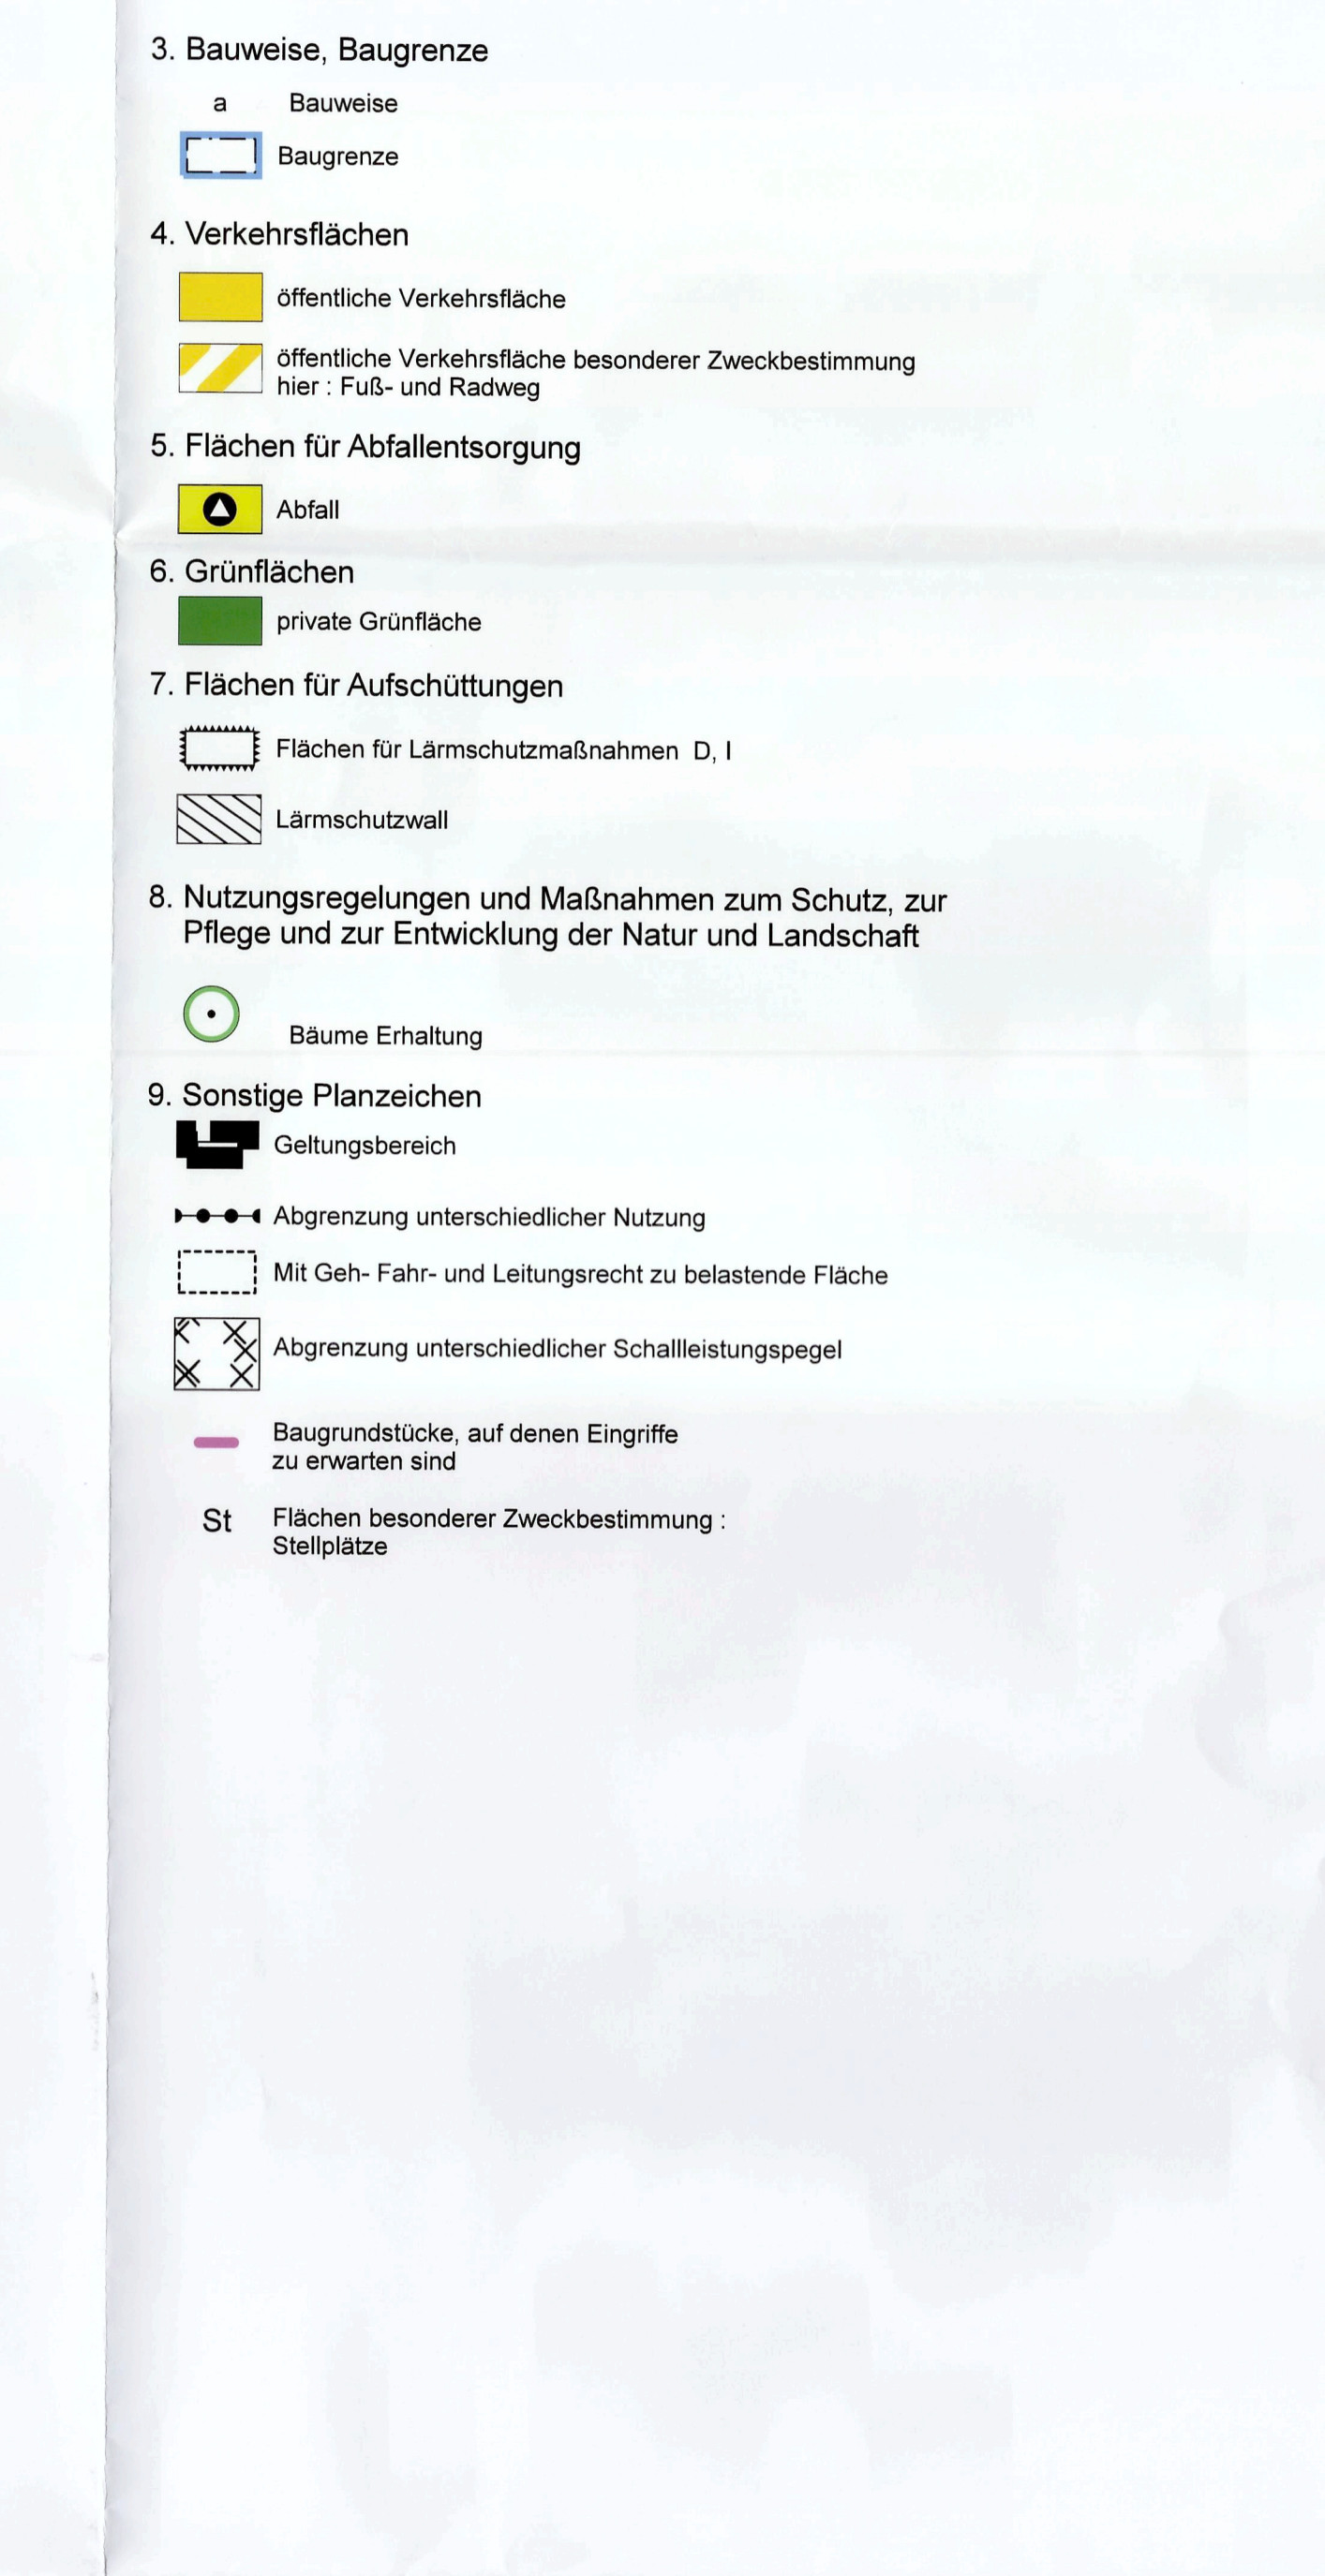 3. Bauweise, Baugrenze
a Bauweise
Baugrenze
4. Verkehrsflächen
öffentliche Verkehrsfläche
öffentliche Verkehrsfläche besonderer Zweckbestimmung
hier : Fuß- und Radweg
5. Flächen für Abfallentsorgung
Abfall
6. Grünflächen
private Grünfläche
7. Flächen für Aufschüttungen
Flächen für Lärmschutzmaßnahmen D, I
Lärmschutzwall
8. Nutzungsregelungen und Maßnahmen zum Schutz, zur
Pflege und zur Entwicklung der Natur und Landschaft
Bäume Erhaltung
9. Sonstige Planzeichen
Geltungsbereich
Abgrenzung unterschiedlicher Nutzung
Mit Geh- Fahr- und Leitungsrecht zu belastende Fläche
Abgrenzung unterschiedlicher Schallleistungspegel
Baugrundstücke, auf denen Eingriffe
zu erwarten sind
St Flächen besonderer Zweckbestimmung :
Stellplätze